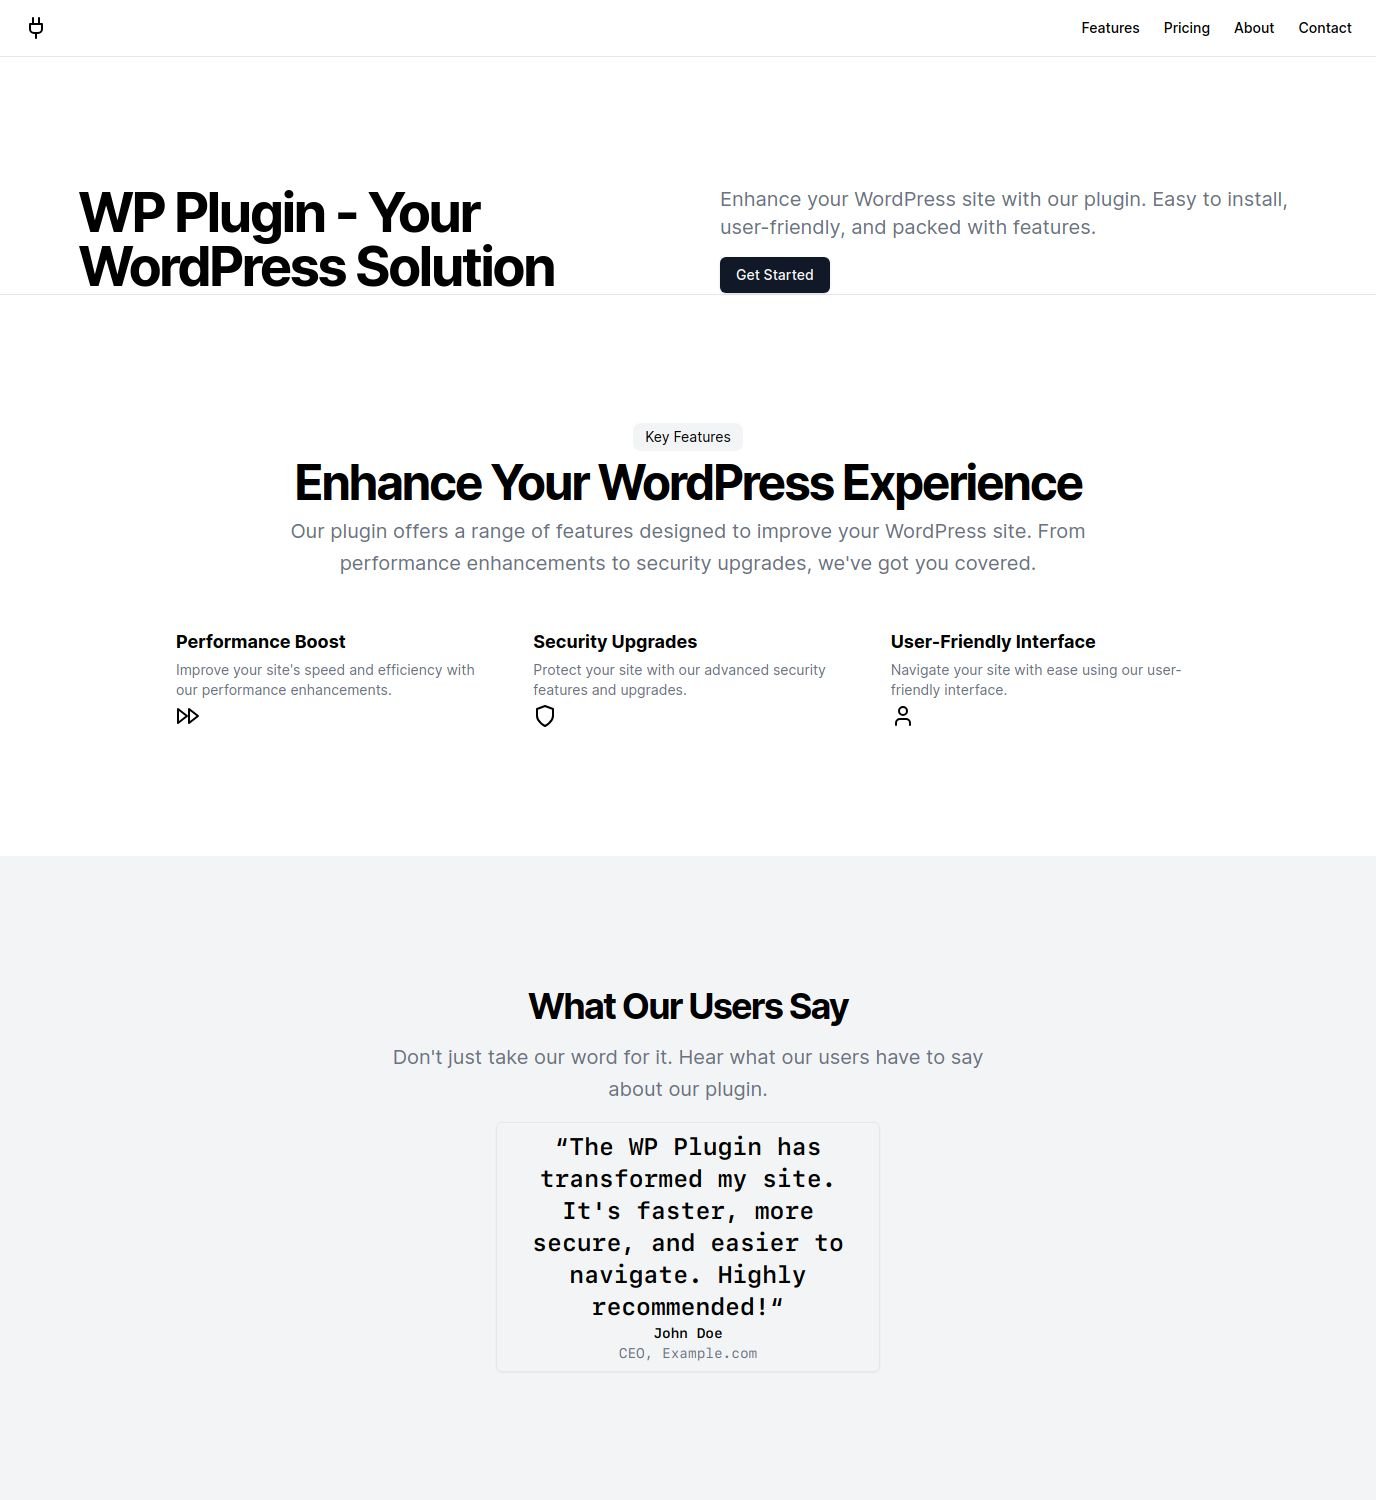 Features Pricing About Contact
WP Plugin - Your
WordPress Solution
Enhance your WordPress site with our plugin. Easy to install,
user-friendly, and packed with features.
Get Started
Key Features
Enhance Your WordPress Experience
Our plugin offers a range of features designed to improve your WordPress site. From
performance enhancements to security upgrades, we've got you covered.
Performance Boost
Improve your site's speed and efficiency with
our performance enhancements.
Security Upgrades
Protect your site with our advanced security
features and upgrades.
User-Friendly Interface
Navigate your site with ease using our user-
friendly interface.
What Our Users Say
Don't just take our word for it. Hear what our users have to say
about our plugin.
“The WP Plugin has
transformed my site.
It's faster, more
secure, and easier to
navigate. Highly
recommended!“
John Doe
CEO, Example.com